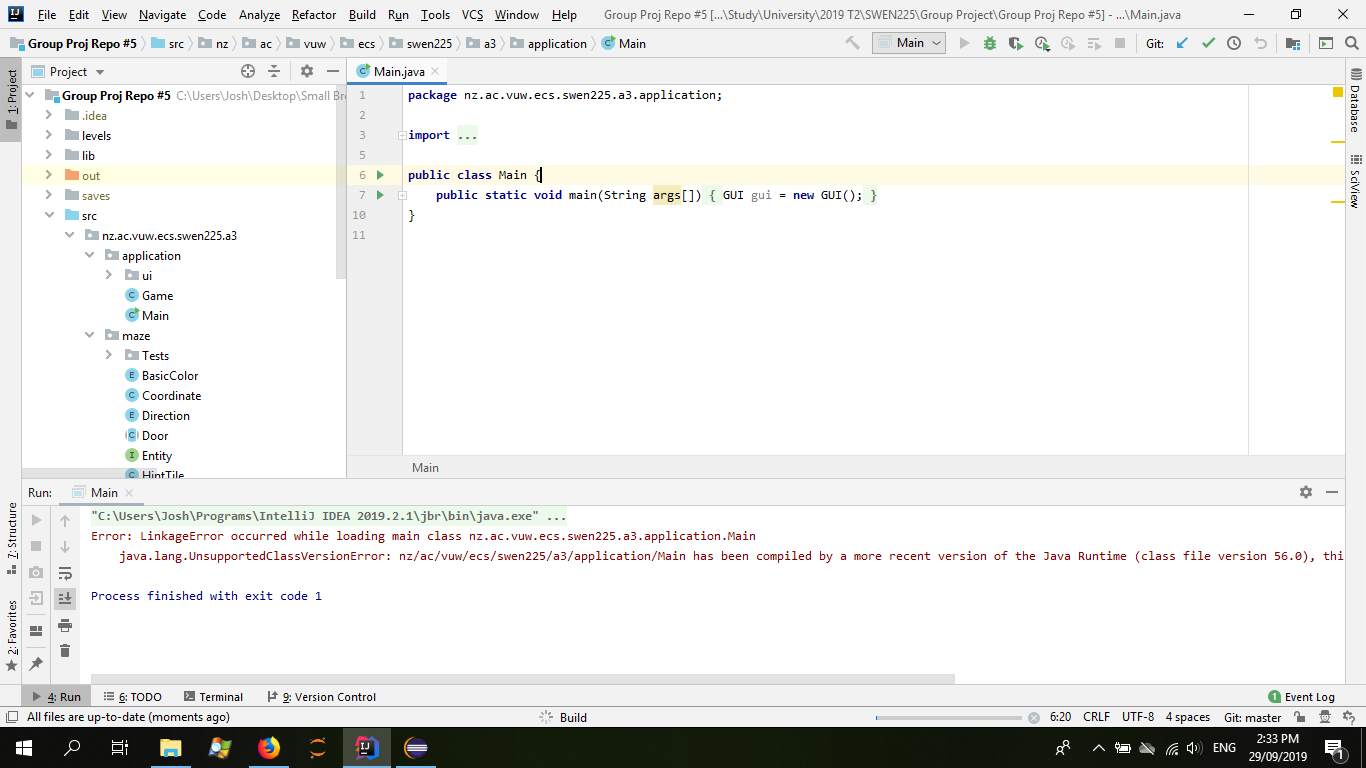 File Edit View Navigate Code Analyze Refactor Build Run Tools VCS Window Help Group Proj Repo #5 [...\Study\University\2019 T2\SWEN225\Group Project\Group Proj Repo #5] - ...\Main.java
Group Proj Repo #5 src nz ac vuw ecs swen225 a3 application Main Main Git:
Project Main.java
1: Project
Group Proj Repo #5 C:\Users\Josh\Desktop\Small Br
.idea
levels
lib
out
saves
src
nz.ac.vuw.ecs.swen225.a3
application
ui
Game
Main
maze
Tests
BasicColor
Coordinate
Direction
Door
Entity
HintTile
1 package nz.ac.vuw.ecs.swen225.a3.application;
2
3 import ...
5
6 public class Main {
7 public static void main(String args[]) { GUI gui = new GUI(); }
10 }
11
Main
Database
SciView
Run: Main
7: Structure
2: Favorites
"C:\Users\Josh\Programs\IntelliJ IDEA 2019.2.1\jbr\bin\java.exe" ...
Error: LinkageError occurred while loading main class nz.ac.vuw.ecs.swen225.a3.application.Main
java.lang.UnsupportedClassVersionError: nz/ac/vuw/ecs/swen225/a3/application/Main has been compiled by a more recent version of the Java Runtime (class file version 56.0), thi
Process finished with exit code 1
4: Run 6: TODO Terminal 9: Version Control 1 Event Log
All files are up-to-date (moments ago) Build 6:20 CRLF UTF-8 4 spaces Git: master
ENG 2:33 PM
29/09/2019 1